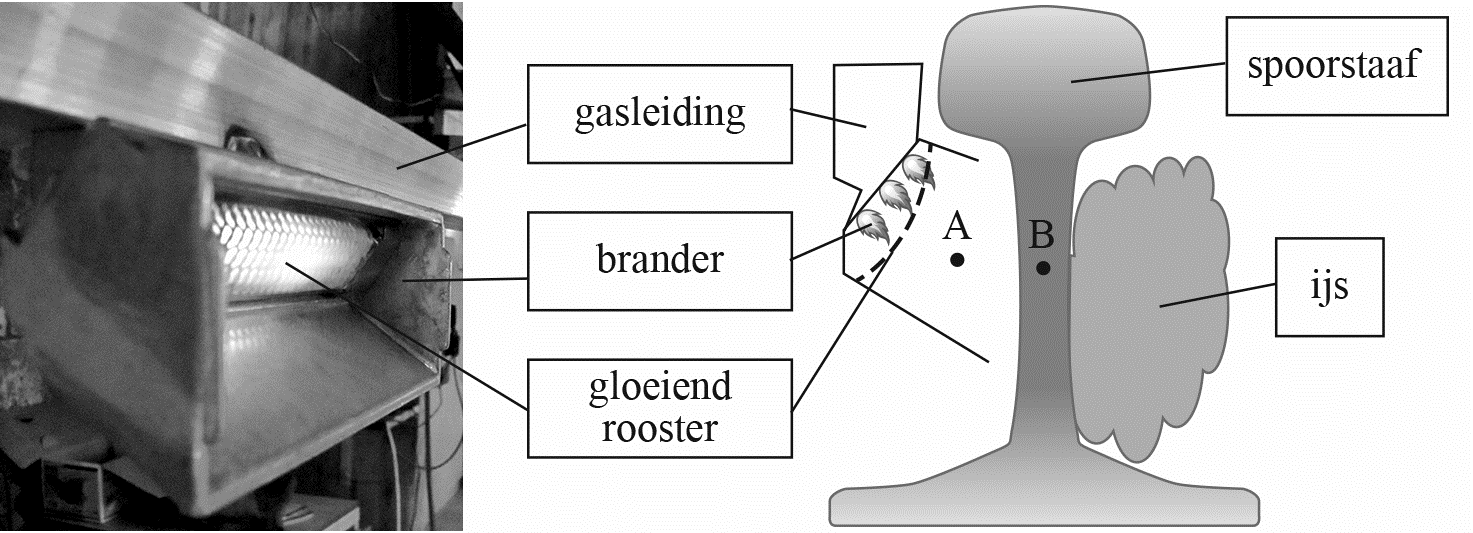 gasleiding
brander
gloeiend
rooster
A
B
spoorstaaf
ijs